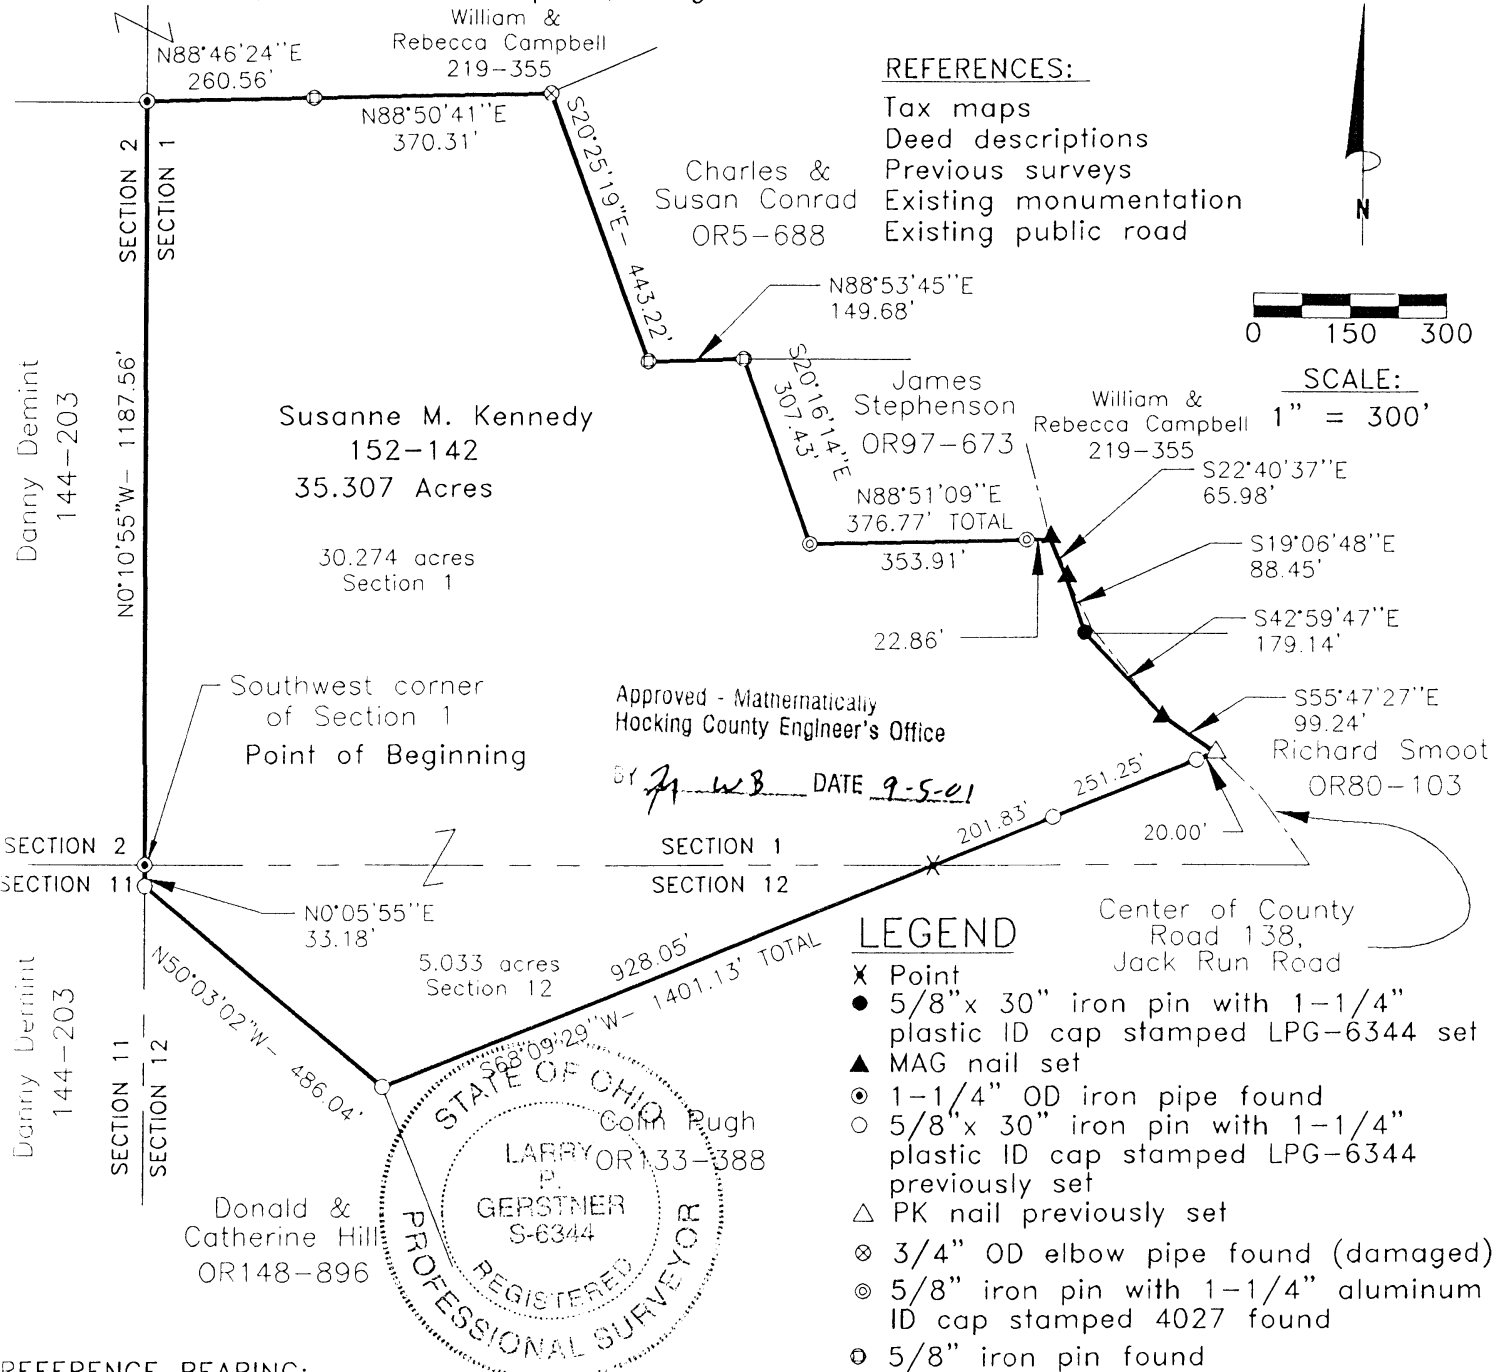 William &
Rebecca Campbell
219-355
N88°46'24"E
260.56'
N88°50'41"E
370.31'
S20°25'19"E- 443.22'
SECTION 2
SECTION 1
Charles &
Susan Conrad
OR5-688
REFERENCES:
Tax maps
Deed descriptions
Previous surveys
Existing monumentation
Existing public road
N
N88°53'45"E
149.68'
0 150 300
SCALE:
1" = 300'
Danny Demint
144-203
N0°10'55"W- 1187.56'
Susanne M. Kennedy
152-142
35.307 Acres
30.274 acres
Section 1
S20°16'14"E
307.43'
James
Stephenson
OR97-673
William &
Rebecca Campbell
219-355
S22°40'37"E
65.98'
N88°51'09"E
376.77' TOTAL
353.91'
22.86'
S19°06'48"E
88.45'
S42°59'47"E
179.14'
S55°47'27"E
99.24'
Richard Smoot
OR80-103
Southwest corner
of Section 1
Point of Beginning
Approved - Mathematically
Hocking County Engineer's Office
BY WB DATE 9-5-01
251.25'
201.83'
20.00'
SECTION 2
SECTION 11
SECTION 1
SECTION 12
N0°05'55"E
33.18'
N50°03'02"W- 486.04'
5.033 acres
Section 12
928.05'
S68°09'29"W- 1401.13' TOTAL
Center of County
Road 138,
Jack Run Road
Danny Demint
144-203
SECTION 11
SECTION 12
Donald &
Catherine Hill
OR148-896
Colin Pugh
OR133-388
STATE OF OHIO
LARRY
P.
GERSTNER
S-6344
REGISTERED
PROFESSIONAL SURVEYOR
LEGEND
Point
5/8"x 30" iron pin with 1-1/4"
plastic ID cap stamped LPG-6344 set
MAG nail set
1-1/4" OD iron pipe found
5/8"x 30" iron pin with 1-1/4"
plastic ID cap stamped LPG-6344
previously set
PK nail previously set
3/4" OD elbow pipe found (damaged)
5/8" iron pin with 1-1/4" aluminum
ID cap stamped 4027 found
5/8" iron pin found
REFERENCE BEARING: